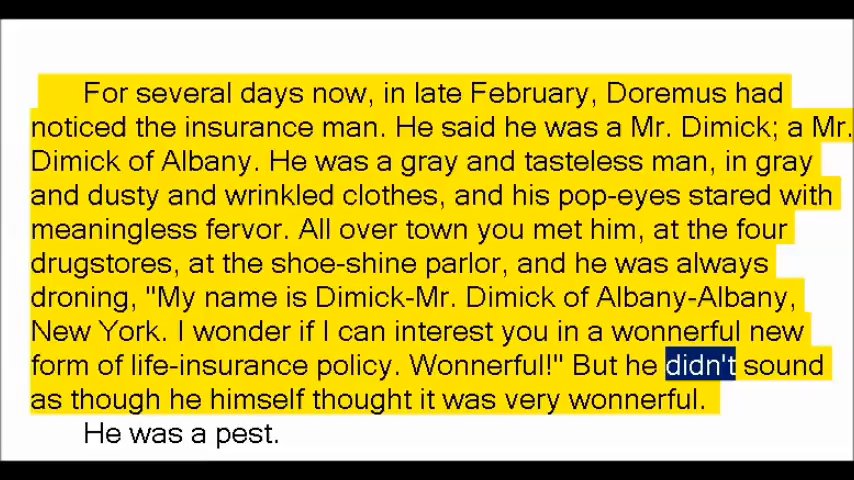 For several days now, in late February, Doremus had
noticed the insurance man. He said he was a Mr. Dimick; a Mr.
Dimick of Albany. He was a gray and tasteless man, in gray
and dusty and wrinkled clothes, and his pop-eyes stared with
meaningless fervor. All over town you met him, at the four
drugstores, at the shoe-shine parlor, and he was always
droning, "My name is Dimick-Mr. Dimick of Albany-Albany,
New York. I wonder if I can interest you in a wonnerful new
form of life-insurance policy. Wonnerful!" But he didn't sound
as though he himself thought it was very wonnerful.
He was a pest.